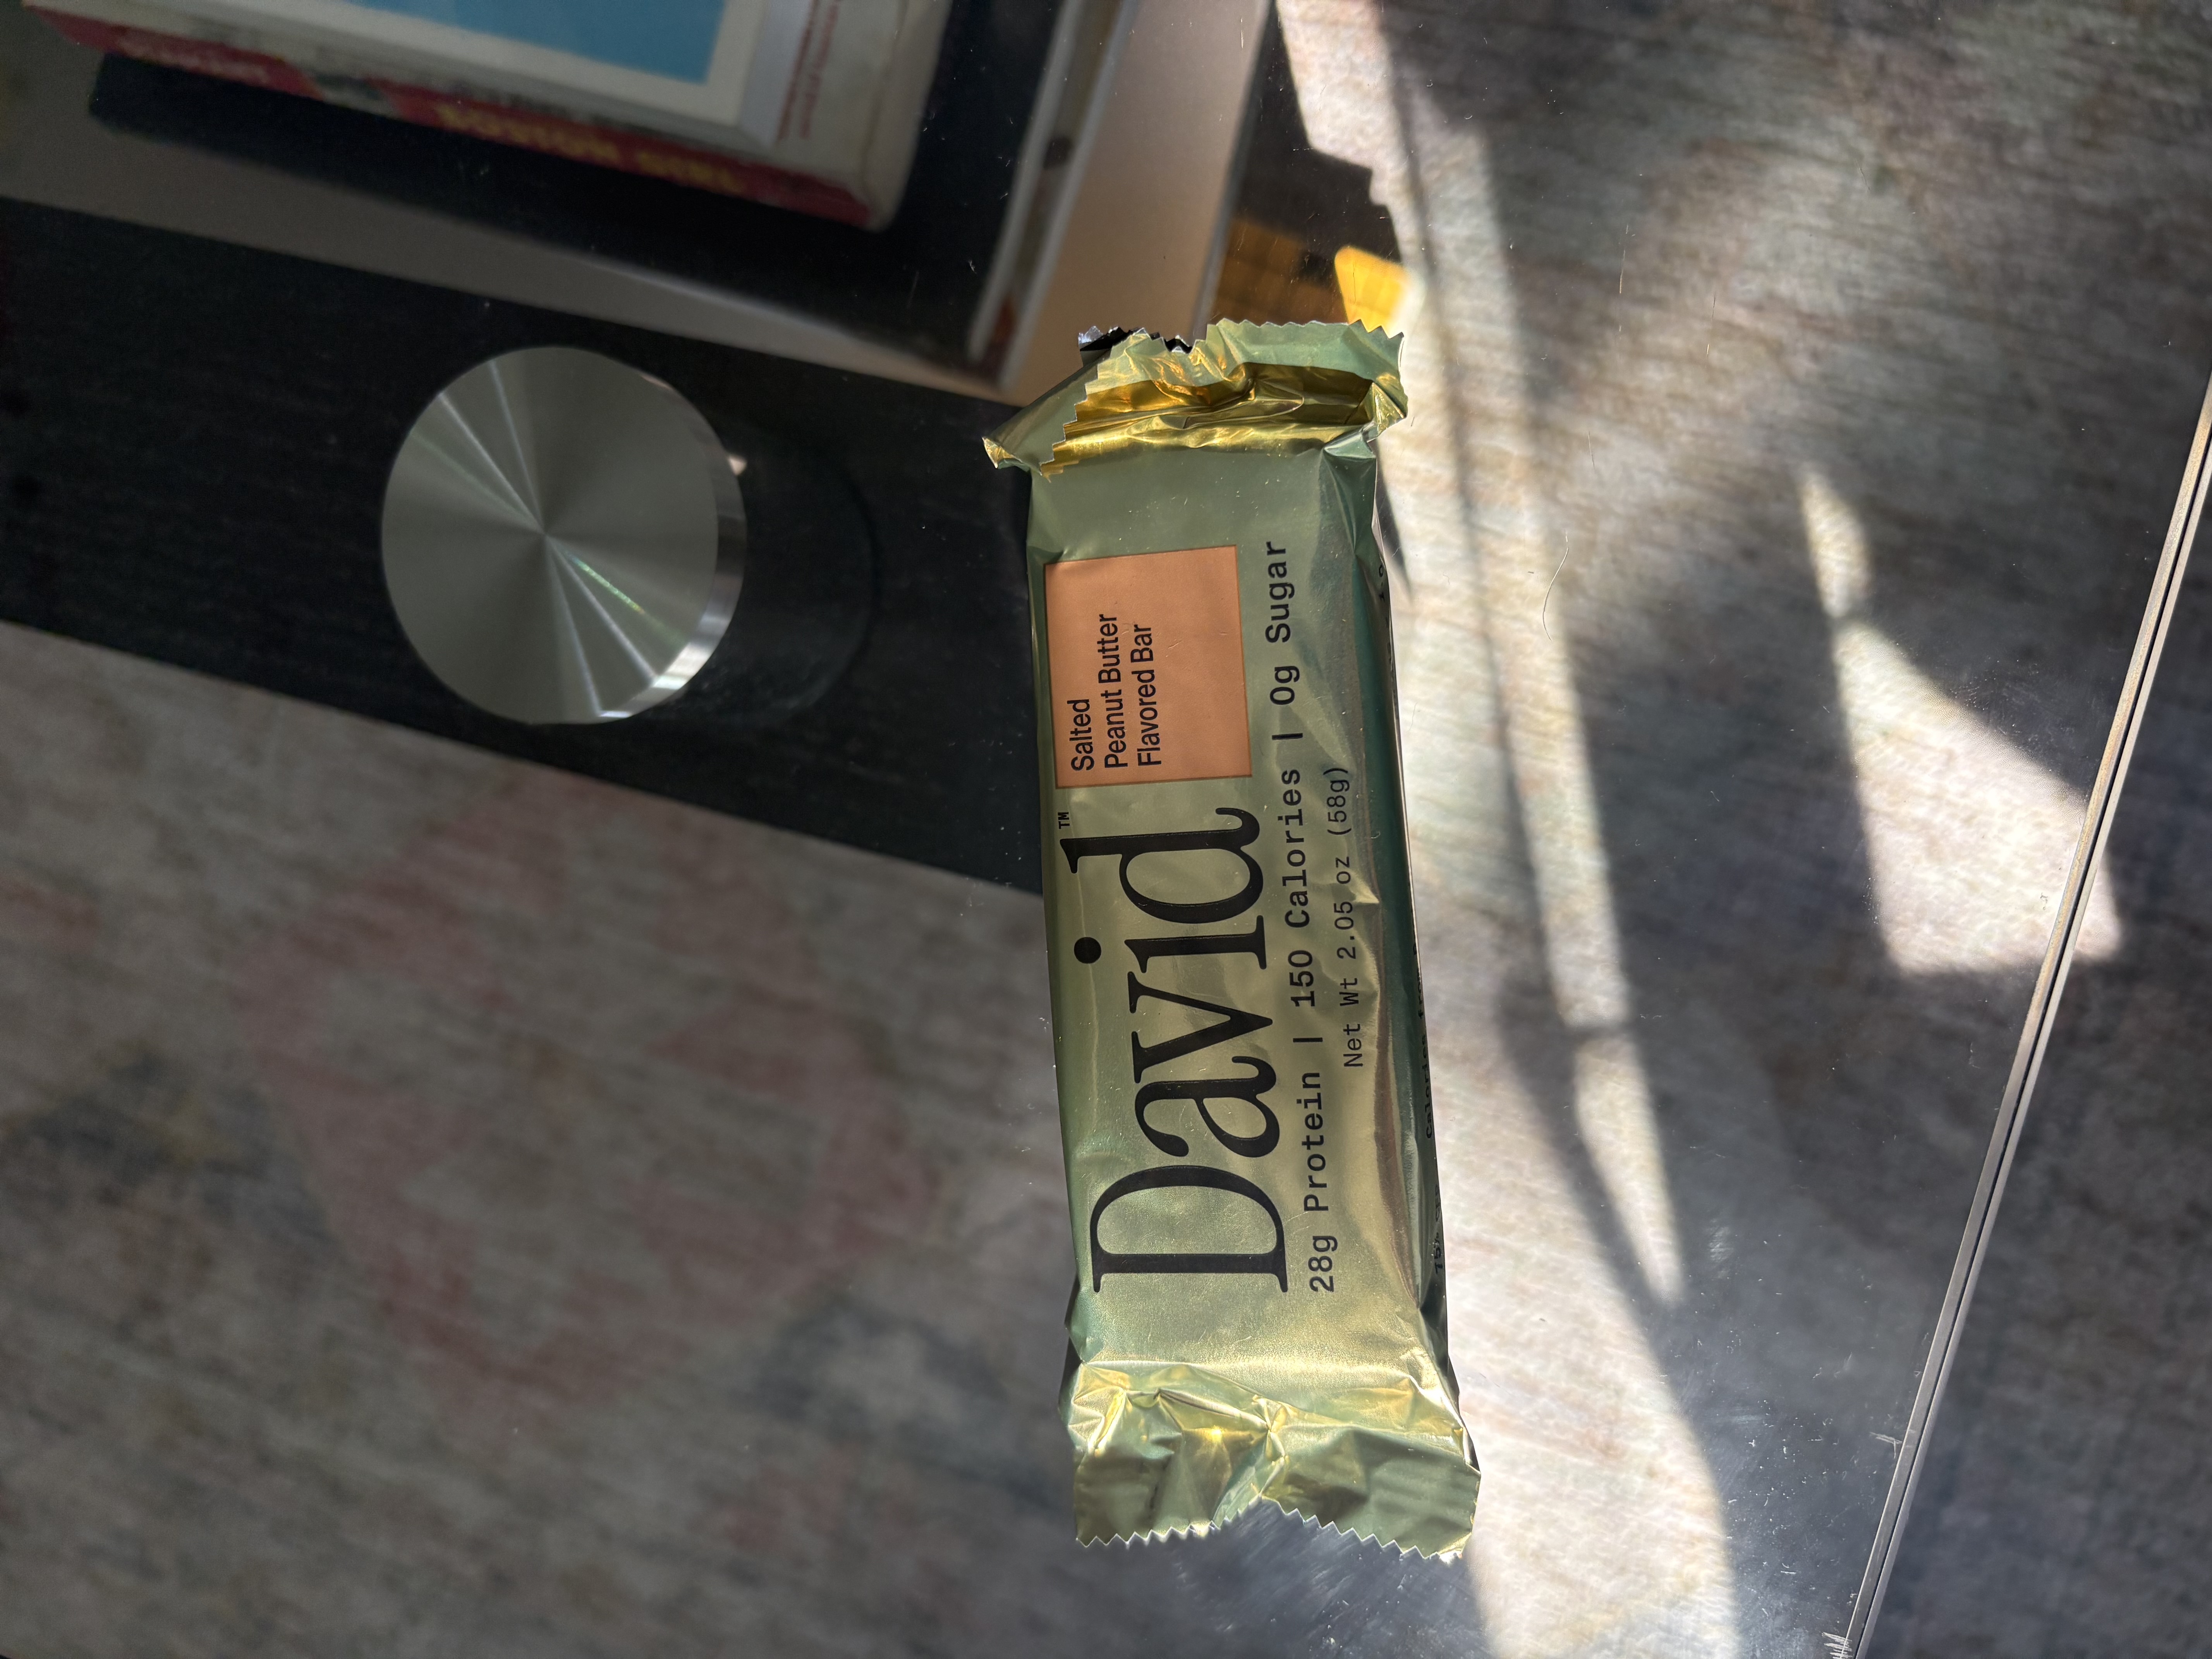 David™
Salted
Peanut Butter
Flavored Bar
28g Protein | 150 Calories | 0g Sugar
Net Wt 2.05 oz (58g)